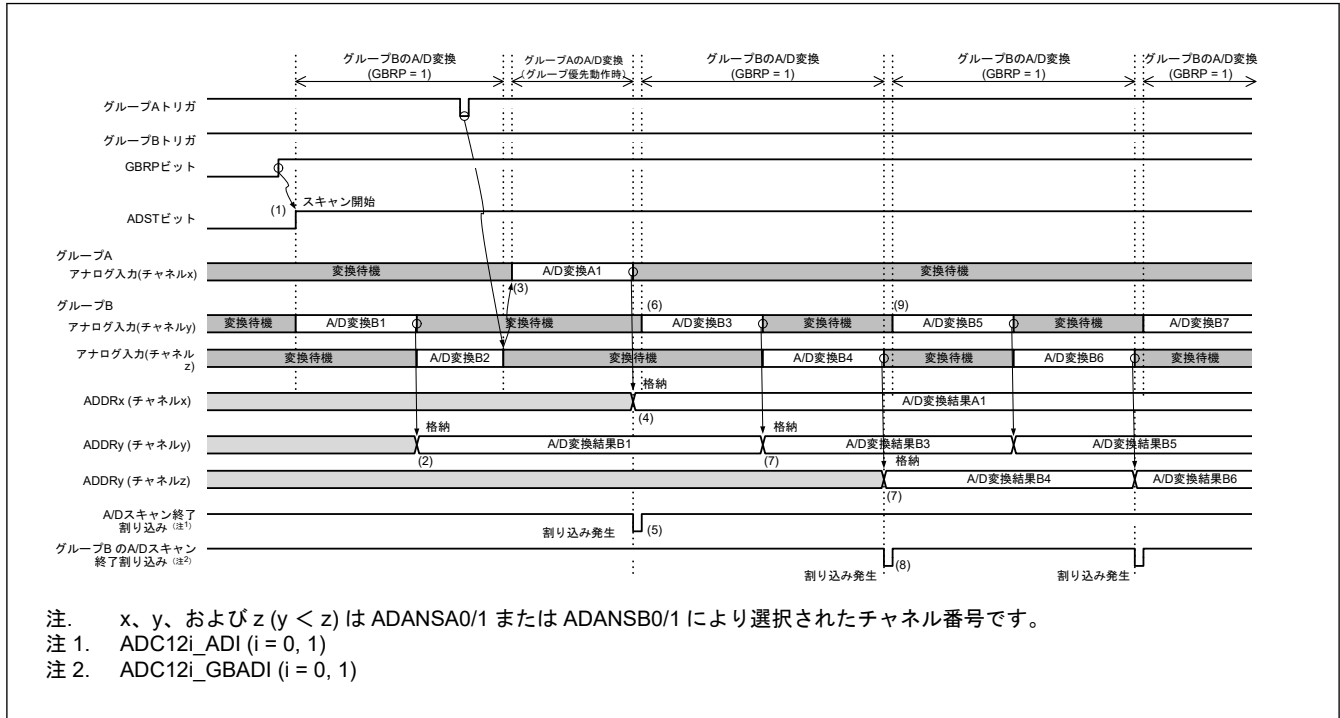 グループBのA/D変換
(GBRP = 1)
グループAのA/D変換
(グループ優先動作時)
グループBのA/D変換
(GBRP = 1)
グループBのA/D変換
(GBRP = 1)
グループBのA/D変換
(GBRP = 1)
グループAトリガ
グループBトリガ
GBRPビット
(1) スキャン開始
ADSTビット
グループA
アナログ入力(チャネルx) 変換待機 A/D変換A1 変換待機
(3)
グループB (6) (9)
アナログ入力(チャネルy) 変換待機 A/D変換B1 変換待機 A/D変換B3 変換待機 A/D変換B5 変換待機 A/D変換B7
アナログ入力(チャネル
z) 変換待機 A/D変換B2 変換待機 A/D変換B4 変換待機 A/D変換B6 変換待機
格納
ADDRx (チャネルx) A/D変換結果A1
(4)
格納 格納
ADDRy (チャネルy) A/D変換結果B1 A/D変換結果B3 A/D変換結果B5
(2) (7) 格納
ADDRy (チャネルz) A/D変換結果B4 A/D変換結果B6
(7)
A/Dスキャン終了
割り込み (注1) 割り込み発生 (5)
グループB のA/Dスキャン
終了割り込み (注2) (8)
割り込み発生 割り込み発生
注. x、y、および z (y < z) は ADANSA0/1 または ADANSB0/1 により選択されたチャネル番号です。
注 1. ADC12i_ADI (i = 0, 1)
注 2. ADC12i_GBADI (i = 0, 1)